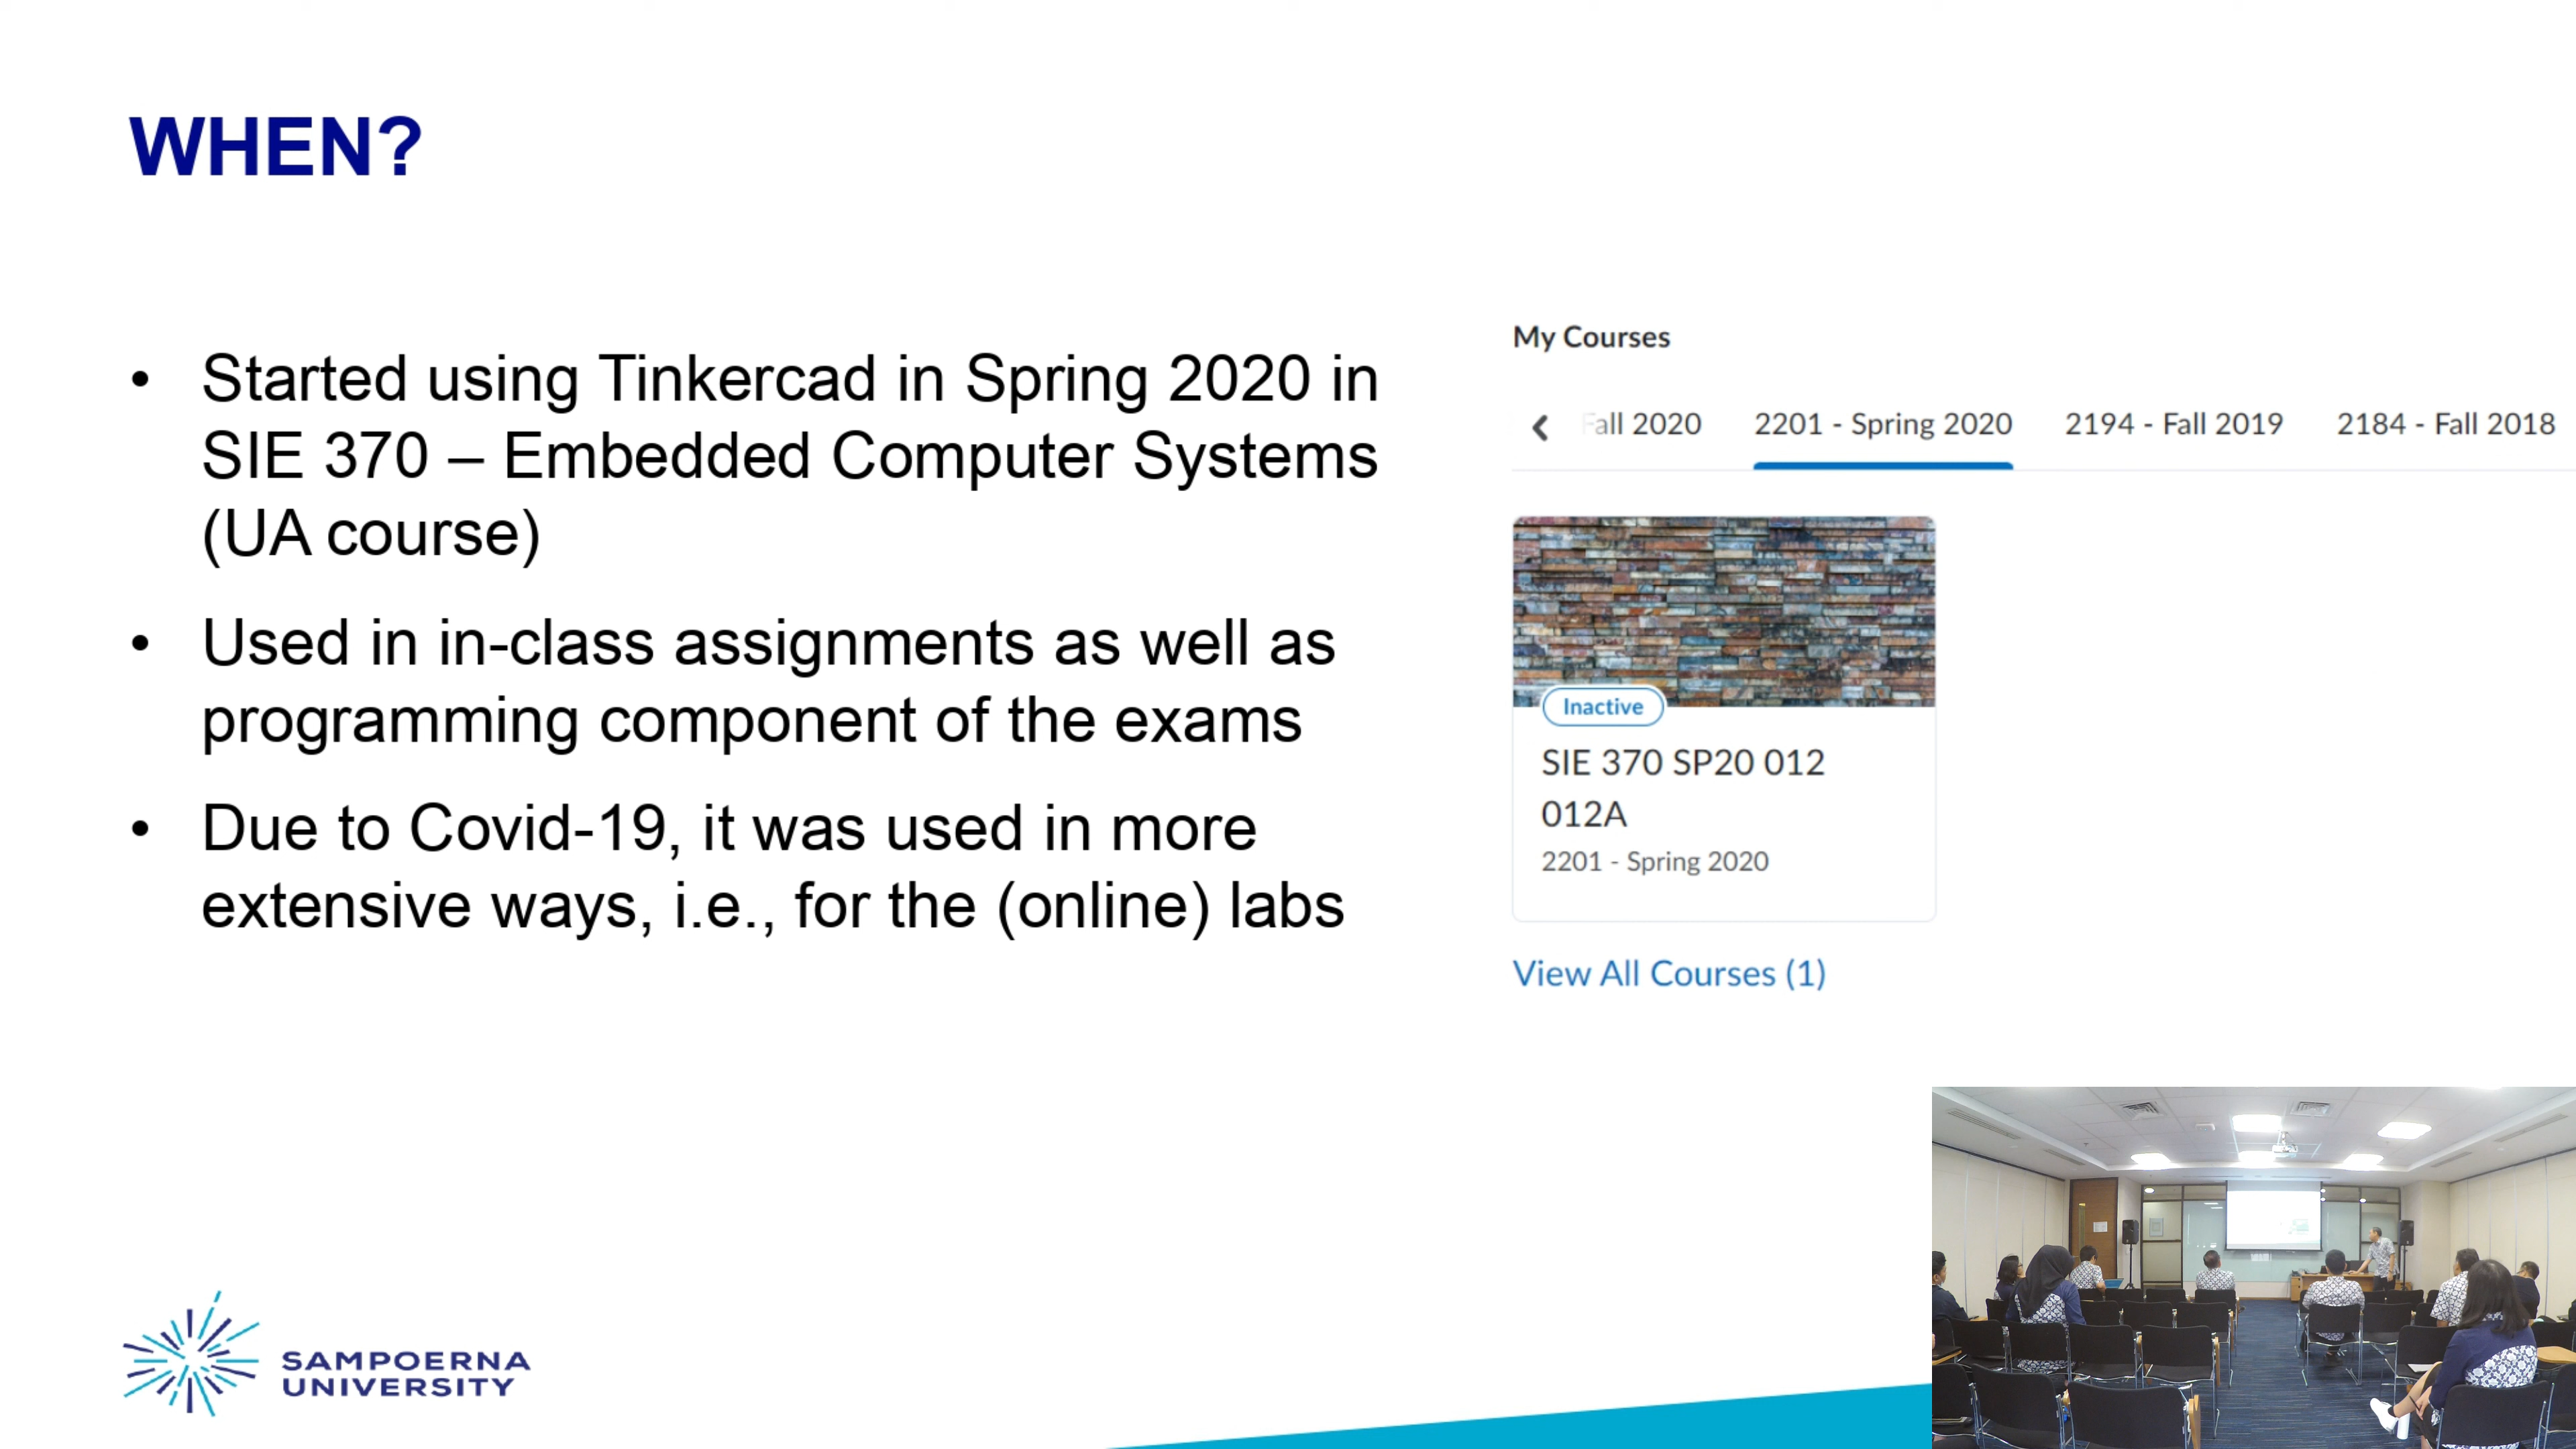 WHEN?
• Started using Tinkercad in Spring 2020 in
SIE 370 – Embedded Computer Systems
(UA course)
• Used in in-class assignments as well as
programming component of the exams
• Due to Covid-19, it was used in more
extensive ways, i.e., for the (online) labs
My Courses
Fall 2020 2201 - Spring 2020 2194 - Fall 2019 2184 - Fall 2018
Inactive
SIE 370 SP20 012
012A
2201 - Spring 2020
View All Courses (1)
SAMPOERNA
UNIVERSITY